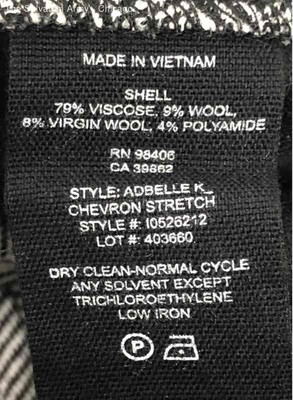 MADE IN VIETNAM
SHELL
79% VISCOSE, 9% WOOL,
8% VIRGIN WOOL, 4% POLYAMIDE
RN 98406
CA 39862
STYLE: ADBELLE K_
CHEVRON STRETCH
STYLE #: I0526212
LOT #: 403660
DRY CLEAN-NORMAL CYCLE
ANY SOLVENT EXCEPT
TRICHLOROETHYLENE
LOW IRON
P